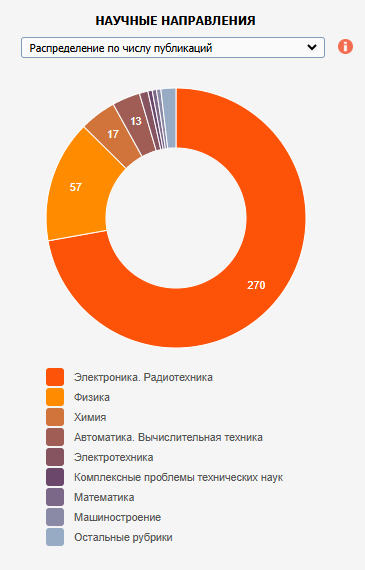 НАУЧНЫЕ НАПРАВЛЕНИЯ
Распределение по числу публикаций
i
13
17
57
270
Электроника. Радиотехника
Физика
Химия
Автоматика. Вычислительная техника
Электротехника
Комплексные проблемы технических наук
Математика
Машиностроение
Остальные рубрики